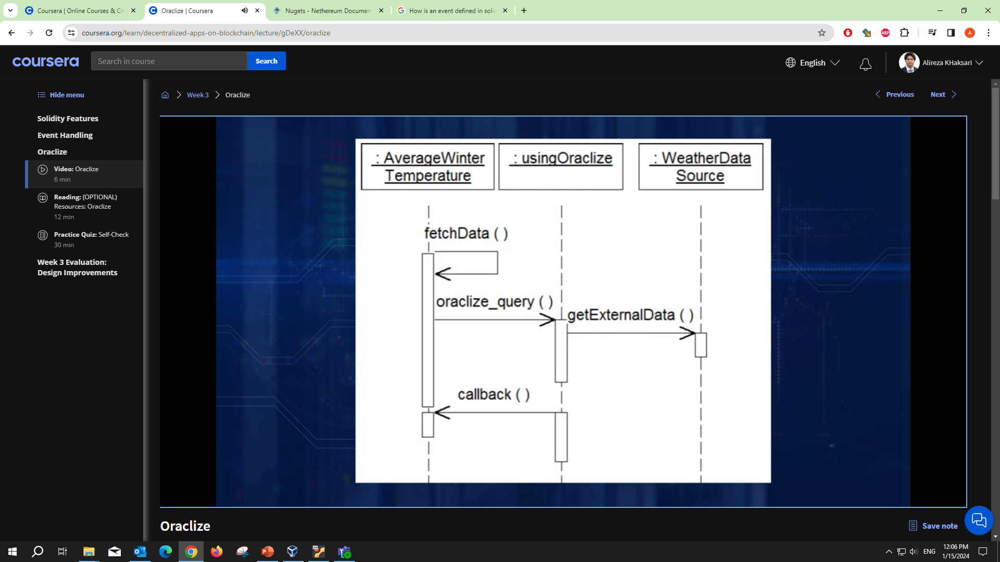 Coursera | Online Courses & Cre
Oraclize | Coursera
Nugets - Nethereum Document
How is an event defined in solid
coursera.org/learn/decentralized-apps-on-blockchain/lecture/gDeXX/oraclize
ABP
A
coursera
Search in course
Search
English
Alireza KHaksari
Hide menu
Week 3
Oraclize
Previous
Next
Solidity Features
Event Handling
Oraclize
Video: Oraclize
6 min
Reading: (OPTIONAL)
Resources: Oraclize
12 min
Practice Quiz: Self-Check
30 min
Week 3 Evaluation:
Design Improvements
: AverageWinter
Temperature
: usingOraclize
: WeatherData
Source
fetchData ( )
oraclize_query ( )
getExternalData ( )
callback ( )
Oraclize
Save note
ENG
12:06 PM
1/15/2024